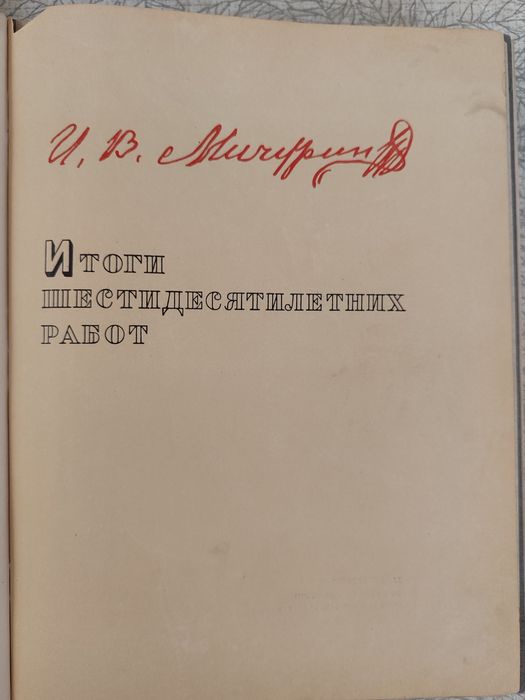 И. В. Мичурин
Итоги
шестидесятилетних
работ